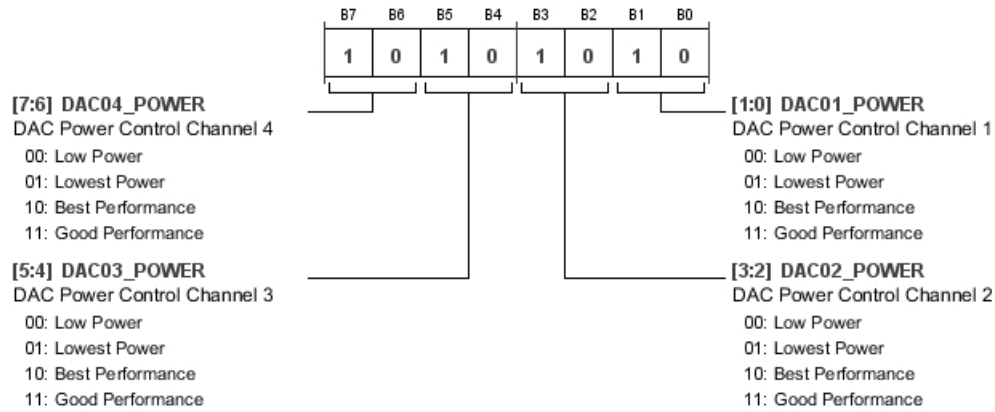 B7 B6 B5 B4 B3 B2 B1 B0
1 0 1 0 1 0 1 0
[7:6] DAC04_POWER
DAC Power Control Channel 4
00: Low Power
01: Lowest Power
10: Best Performance
11: Good Performance
[5:4] DAC03_POWER
DAC Power Control Channel 3
00: Low Power
01: Lowest Power
10: Best Performance
11: Good Performance
[1:0] DAC01_POWER
DAC Power Control Channel 1
00: Low Power
01: Lowest Power
10: Best Performance
11: Good Performance
[3:2] DAC02_POWER
DAC Power Control Channel 2
00: Low Power
01: Lowest Power
10: Best Performance
11: Good Performance